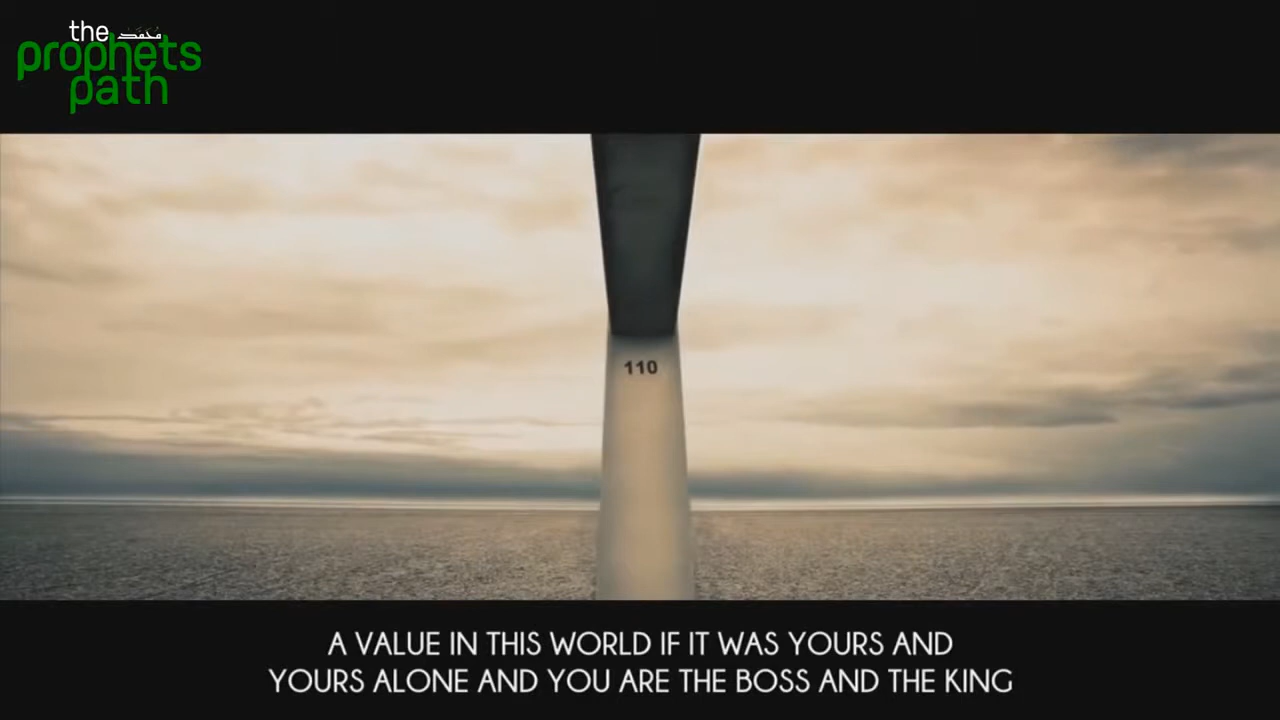 the مُحَمَّد
prophets
path
110
A VALUE IN THIS WORLD IF IT WAS YOURS AND
YOURS ALONE AND YOU ARE THE BOSS AND THE KING